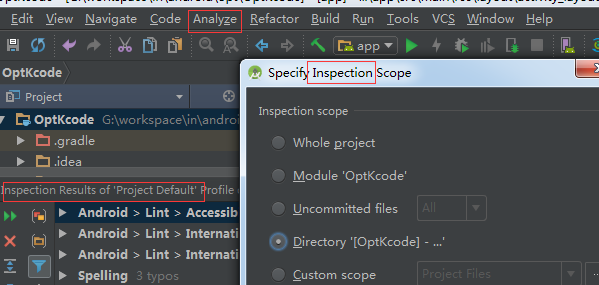 File Edit View Navigate Code Analyze Refactor Build Run Tools VCS Window Help
app
OptKcode
Project
OptKcode G:\workspace\in\andro
.gradle
.idea
Inspection Results of 'Project Default' Profile
Android > Lint > Accessib
Android > Lint > Internati
Android > Lint > Internati
Spelling 3 typos
Specify Inspection Scope
Inspection scope
Whole project
Module 'OptKcode'
Uncommitted files All
Directory '[OptKcode] - ...'
Custom scope Project Files